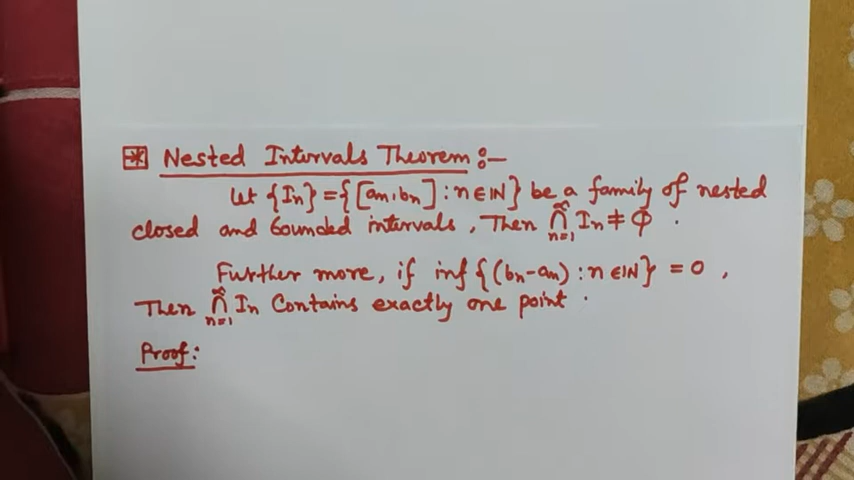 * Nested Intervals Theorem :-
Let {In} = {[an, bn] : n ∈ ℕ} be a family of nested
closed and bounded intervals, Then ∞∩n=1 In ≠ ϕ .
Further more, if inf {(bn-an) : n ∈ ℕ} = 0 ,
Then ∞∩n=1 In Contains exactly one point .
Proof: